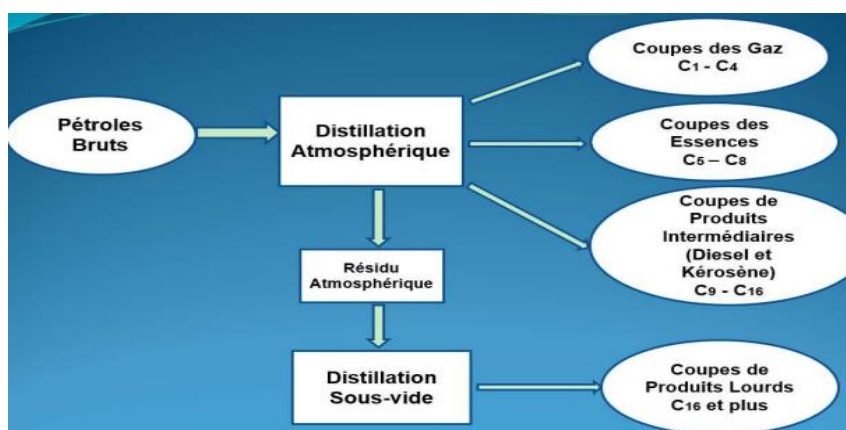 Coupes des Gaz
C₁ - C₄
Pétroles
Bruts
Distillation
Atmosphérique
Coupes des
Essences
C₅ – C₈
Coupes de
Produits
Intermédiaires
(Diesel et
Kérosène)
C₉ - C₁₆
Résidu
Atmosphérique
Distillation
Sous-vide
Coupes de
Produits Lourds
C₁₆ et plus